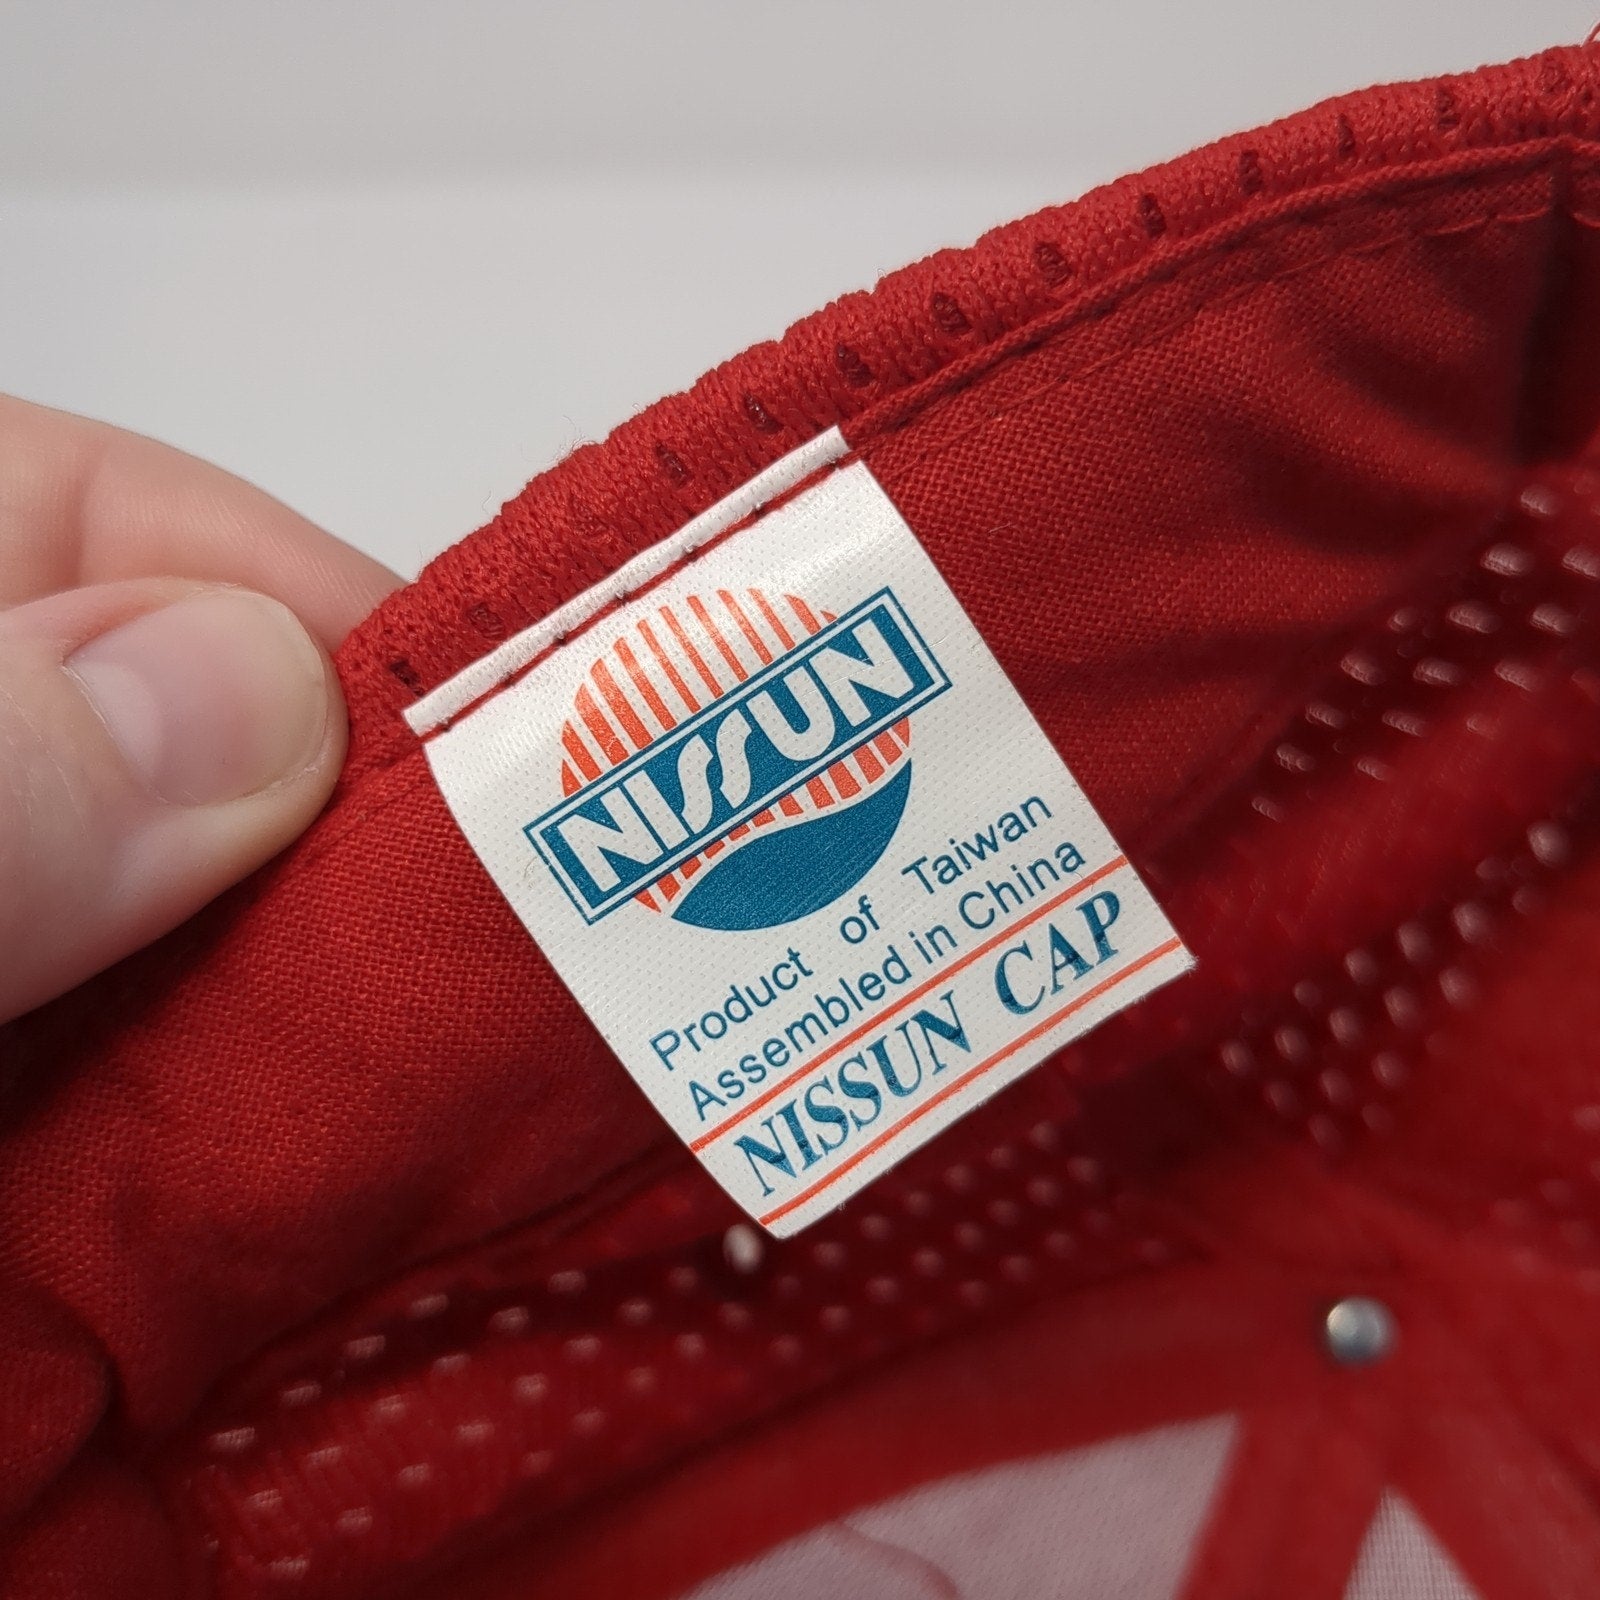 NISSUN
Product of Taiwan
Assembled in China
NISSUN CAP